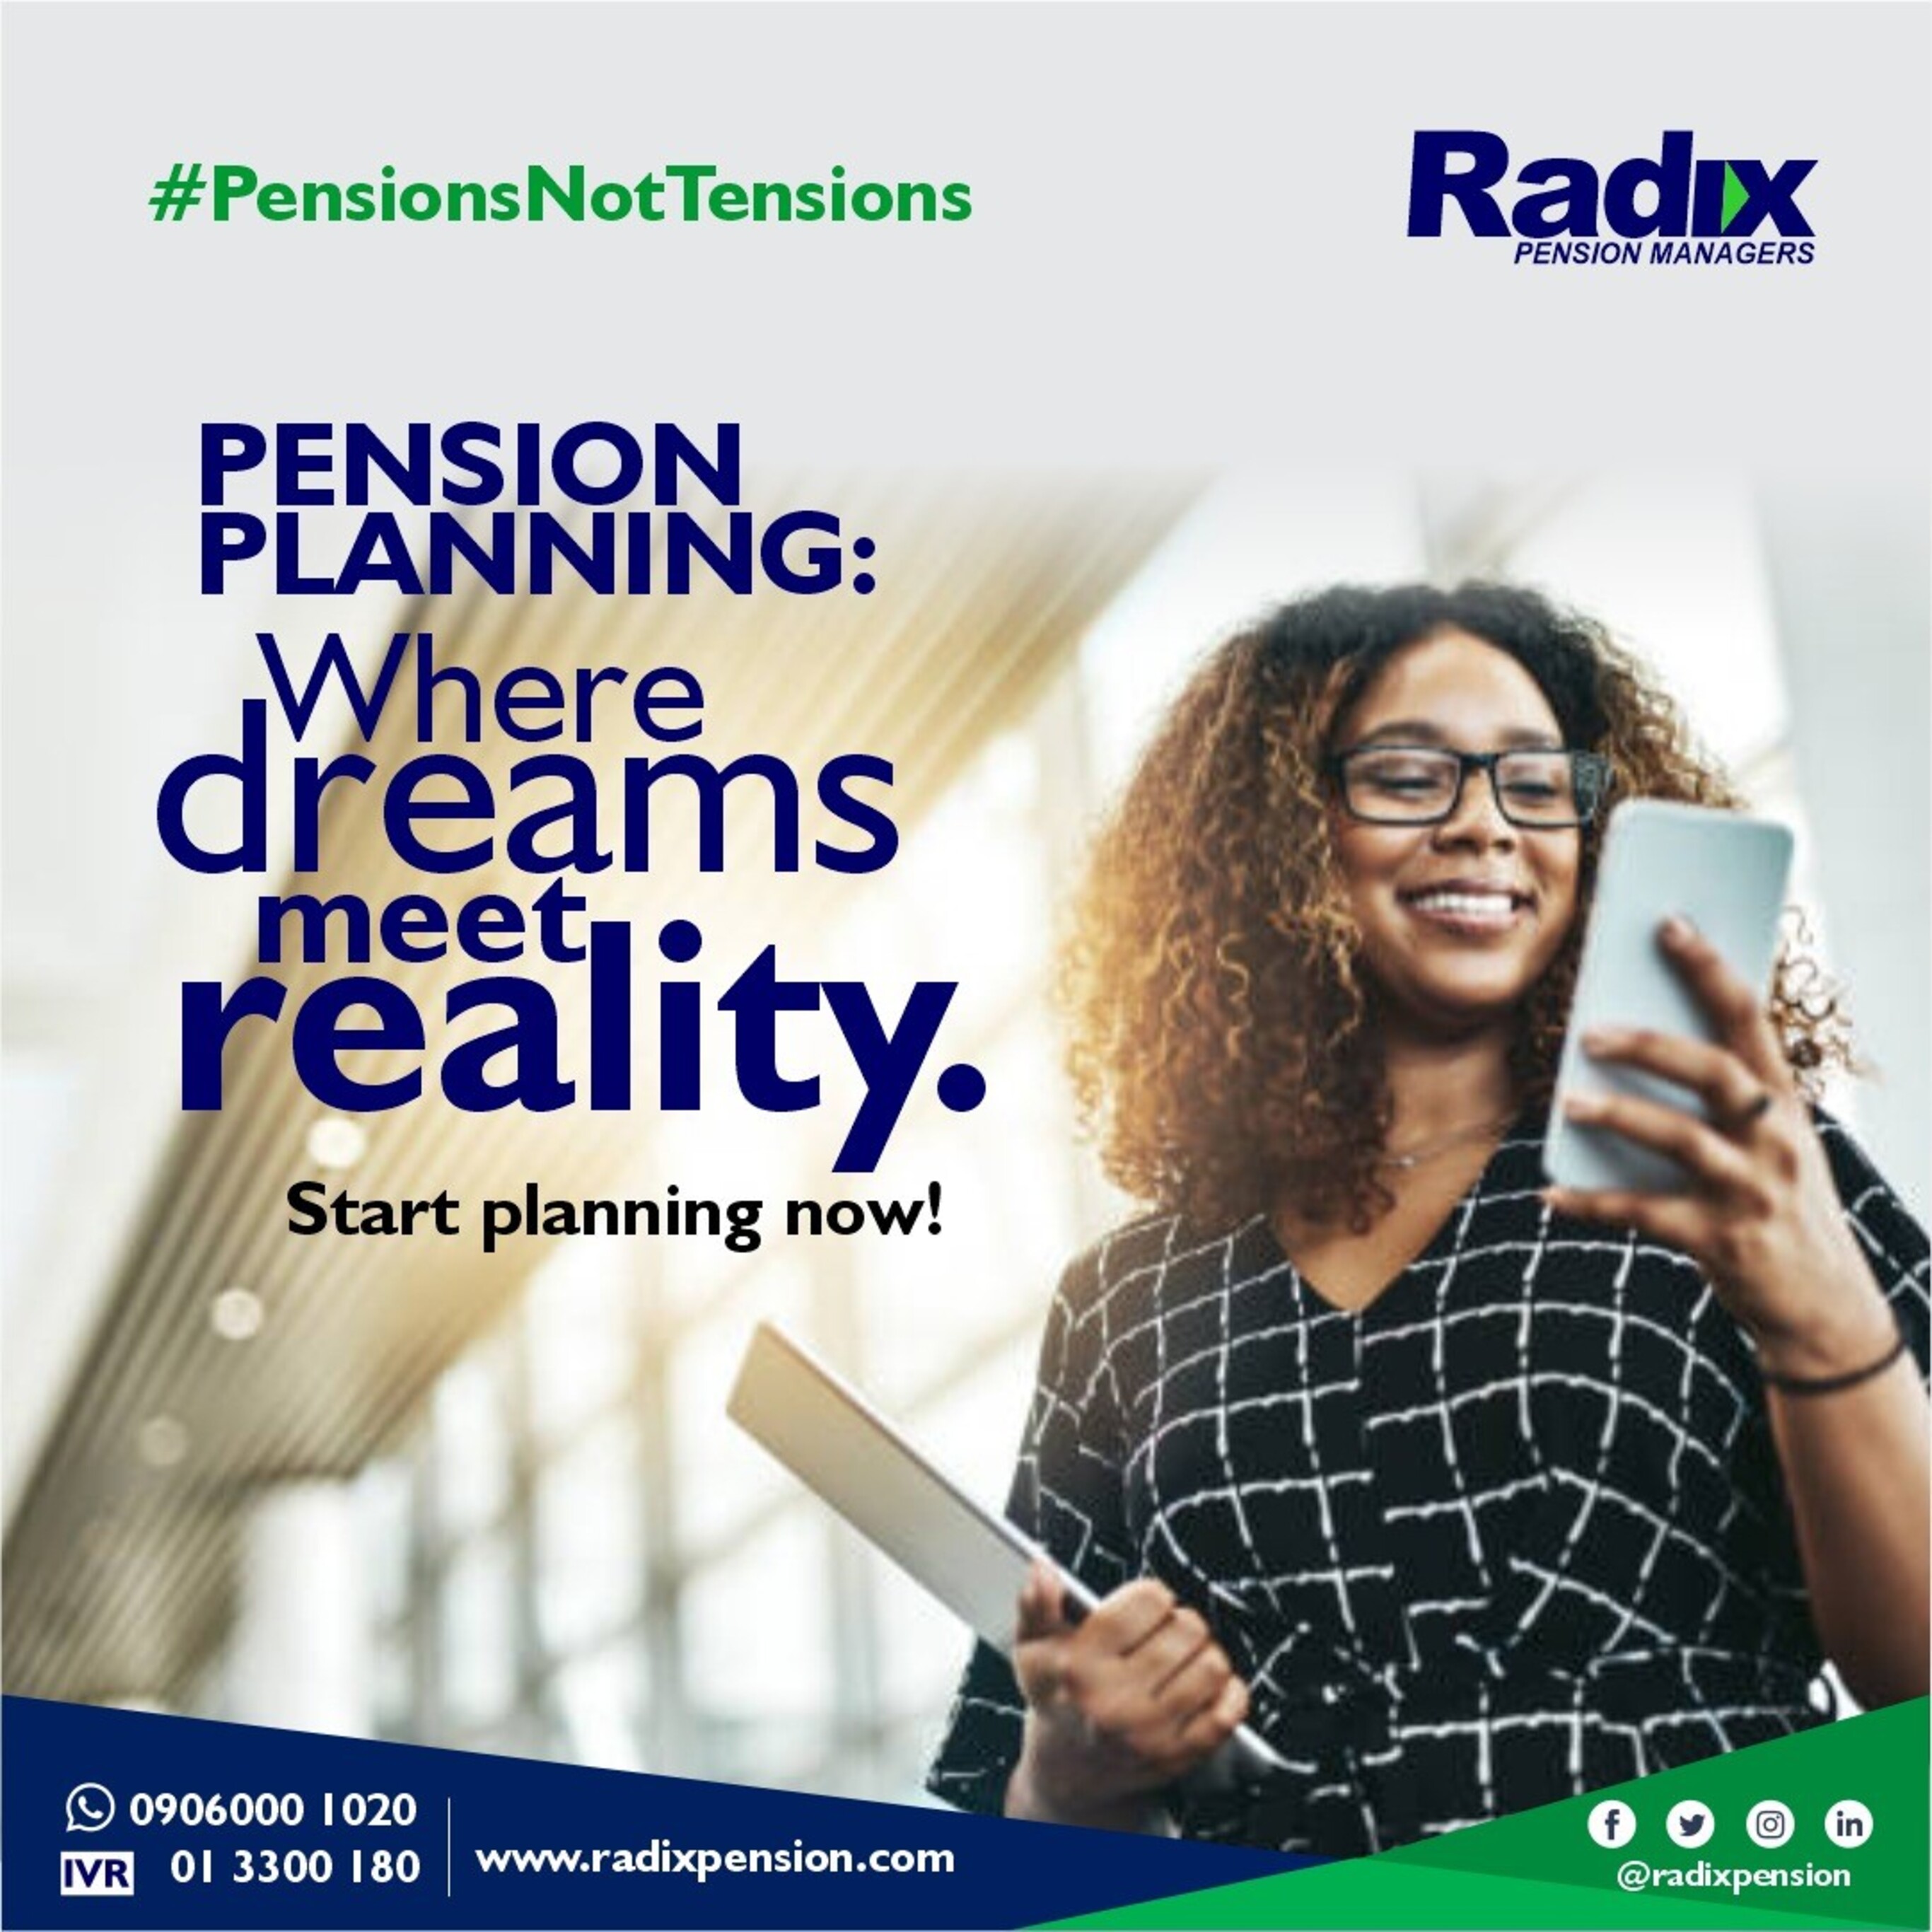 #PensionsNotTensions
Radix
PENSION MANAGERS
PENSION
PLANNING:
Where
dreams
meet
reality.
Start planning now!
0906000 1020
IVR 01 3300 180
www.radixpension.com
f in
@radixpension